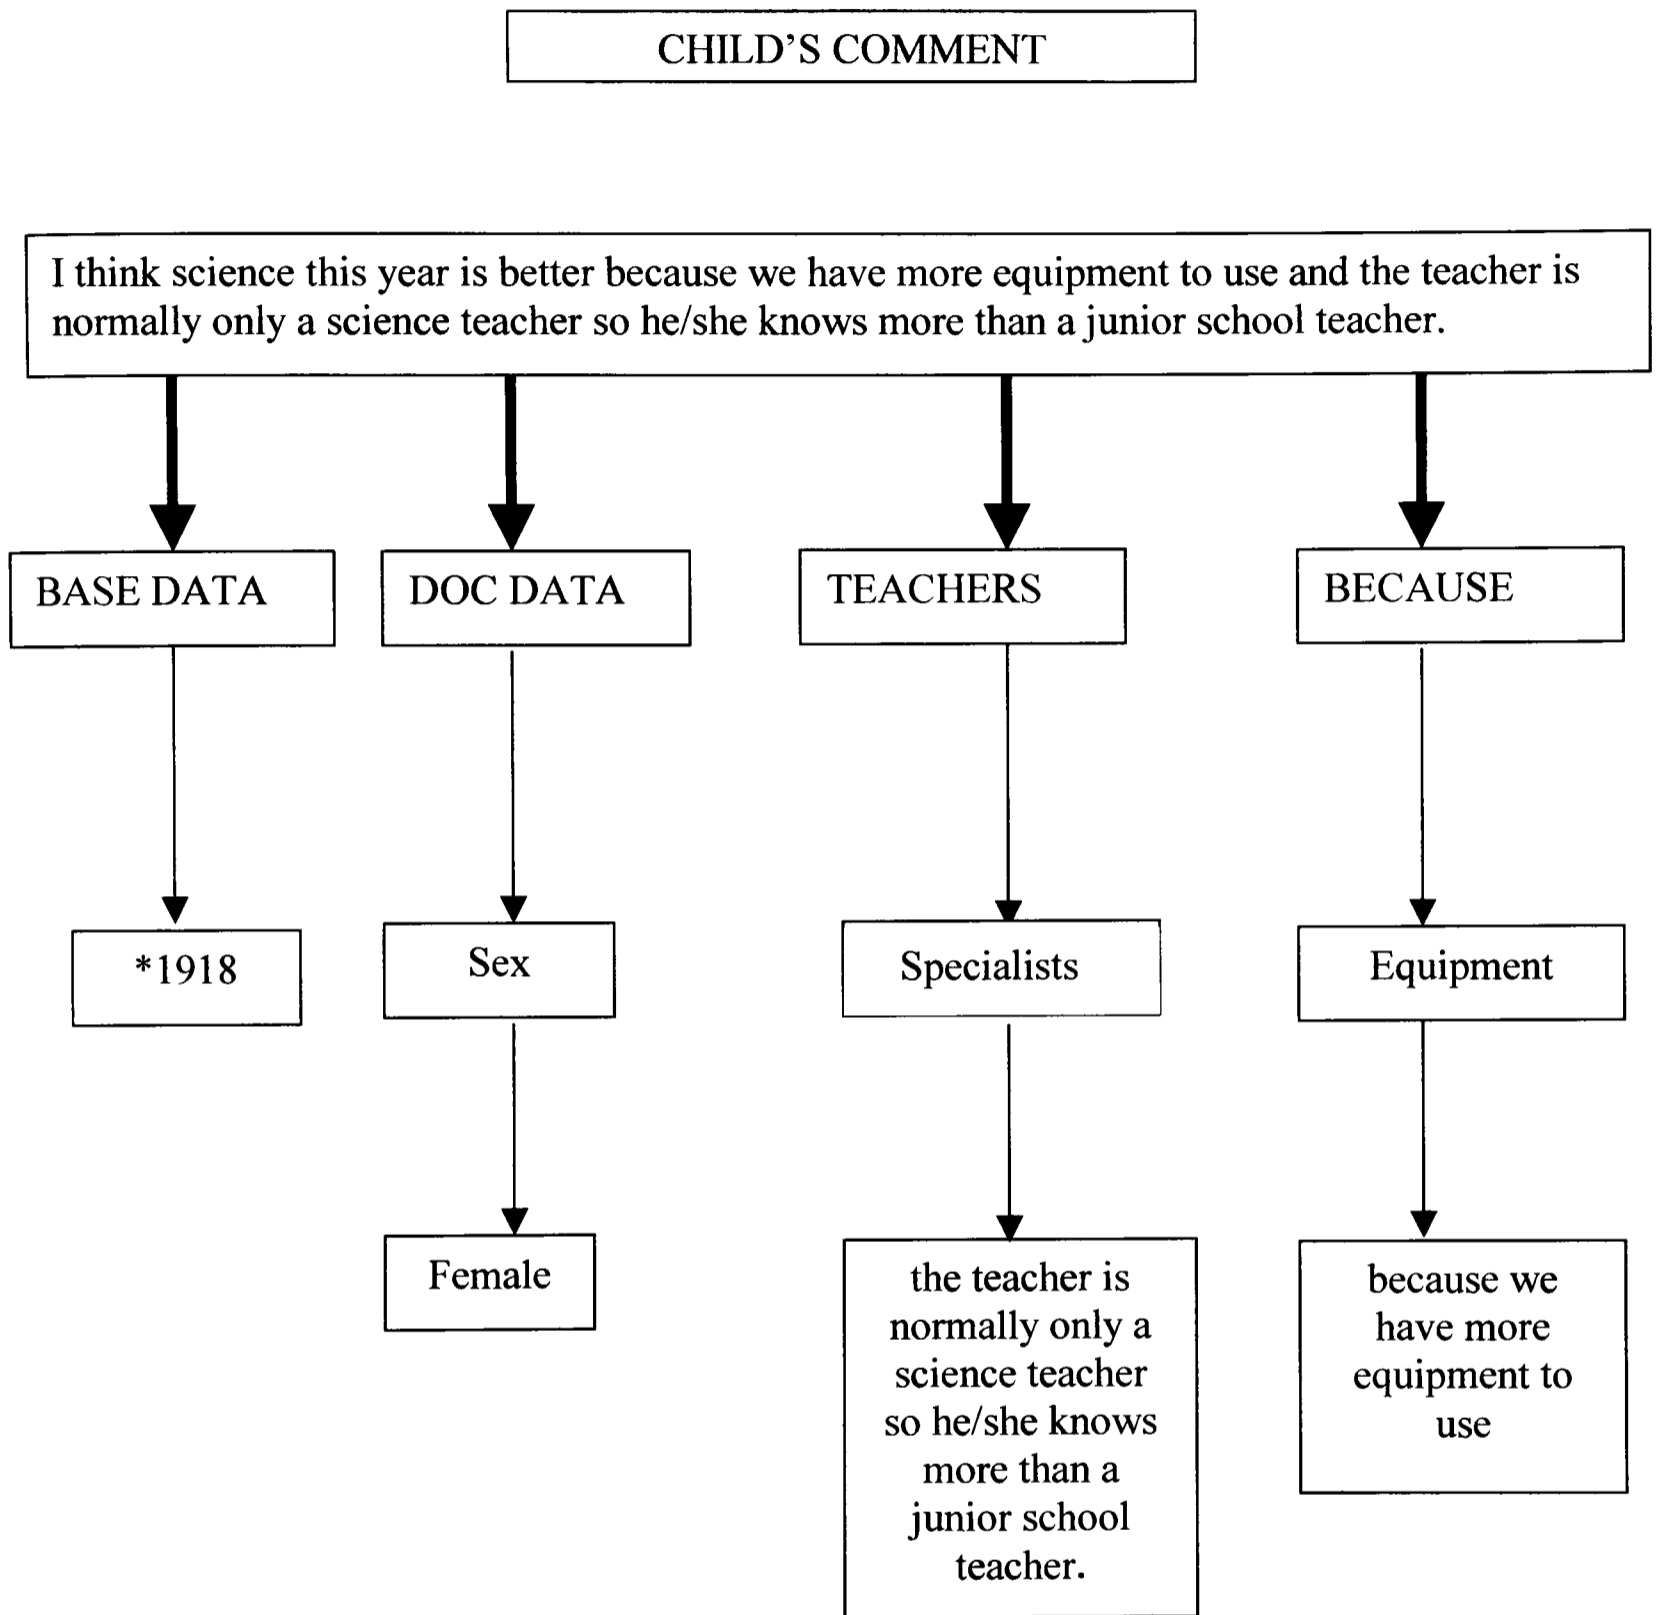 CHILD'S COMMENT
I think science this year is better because we have more equipment to use and the teacher is
normally only a science teacher so he/she knows more than a junior school teacher.
BASE DATA
DOC DATA
TEACHERS
BECAUSE
*1918
Sex
Specialists
Equipment
Female
the teacher is
normally only a
science teacher
so he/she knows
more than a
junior school
teacher.
because we
have more
equipment to
use